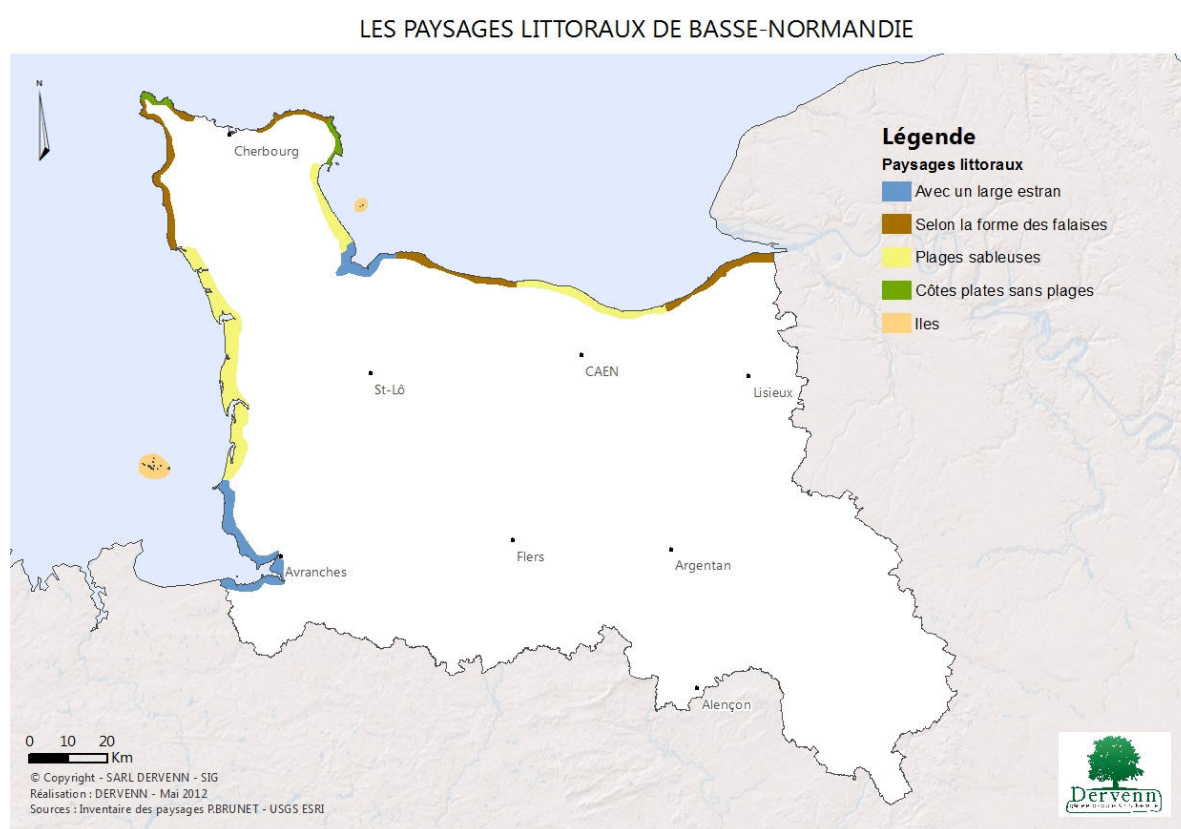 LES PAYSAGES LITTORAUX DE BASSE-NORMANDIE
N
Cherbourg
Légende
Paysages littoraux
Avec un large estran
Selon la forme des falaises
Plages sableuses
Côtes plates sans plages
Iles
CAEN
St-Lô
Lisieux
Flers
Argentan
Avranches
Alençon
0 10 20
Km
© Copyright - SARL DERVENN - SIG
Réalisation : DERVENN - Mai 2012
Sources : Inventaire des paysages P.BRUNET - USGS ESRI
Dervenn